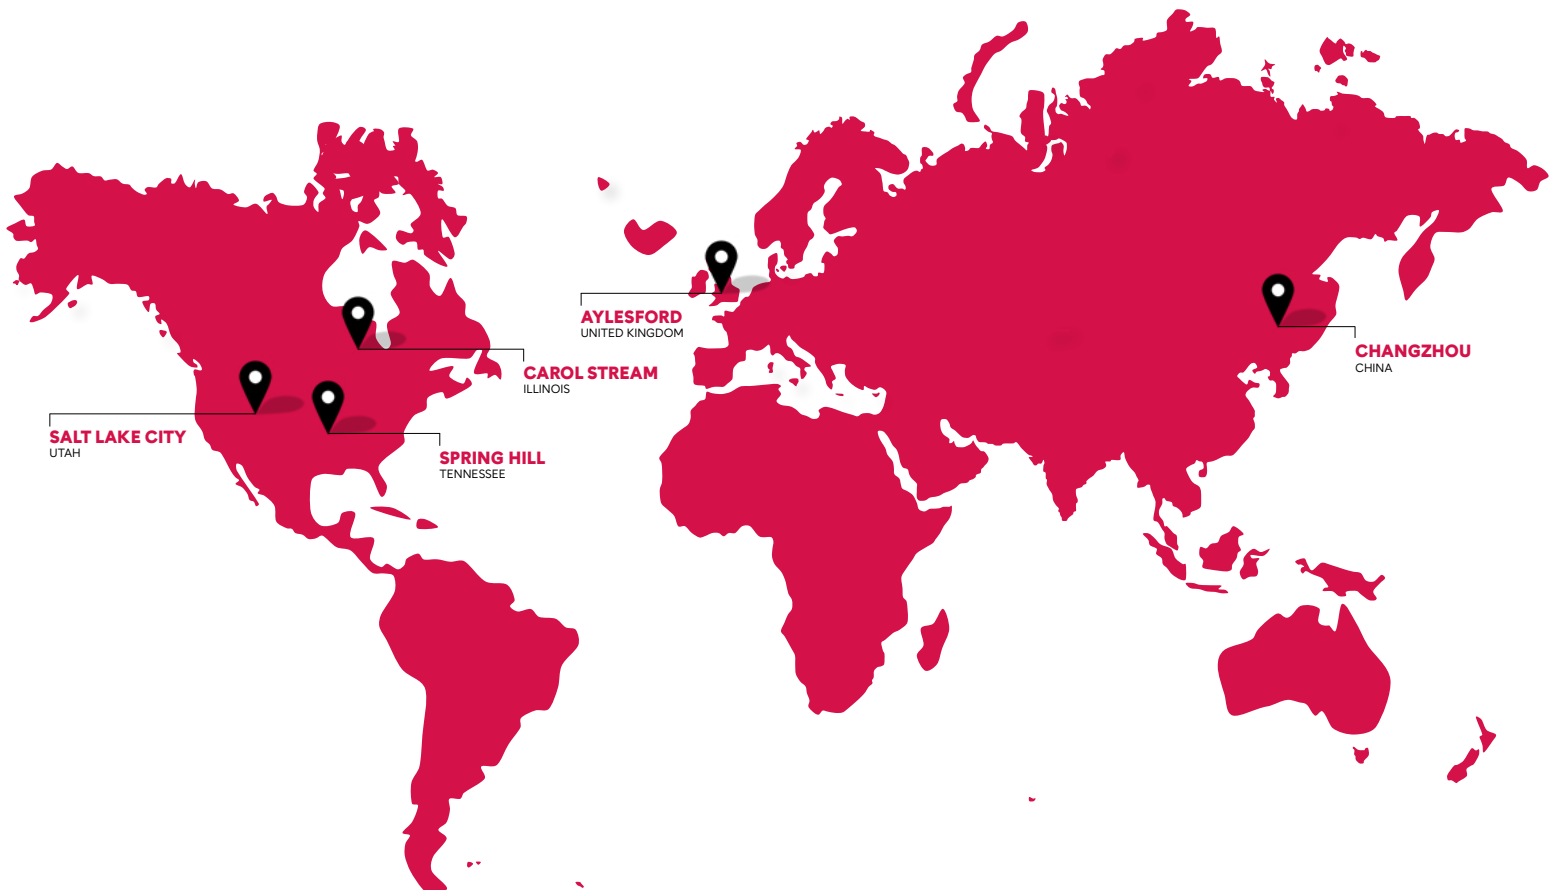 AYLESFORD
UNITED KINGDOM
CHANGZHOU
CHINA
CAROL STREAM
ILLINOIS
SALT LAKE CITY
UTAH
SPRING HILL
TENNESSEE